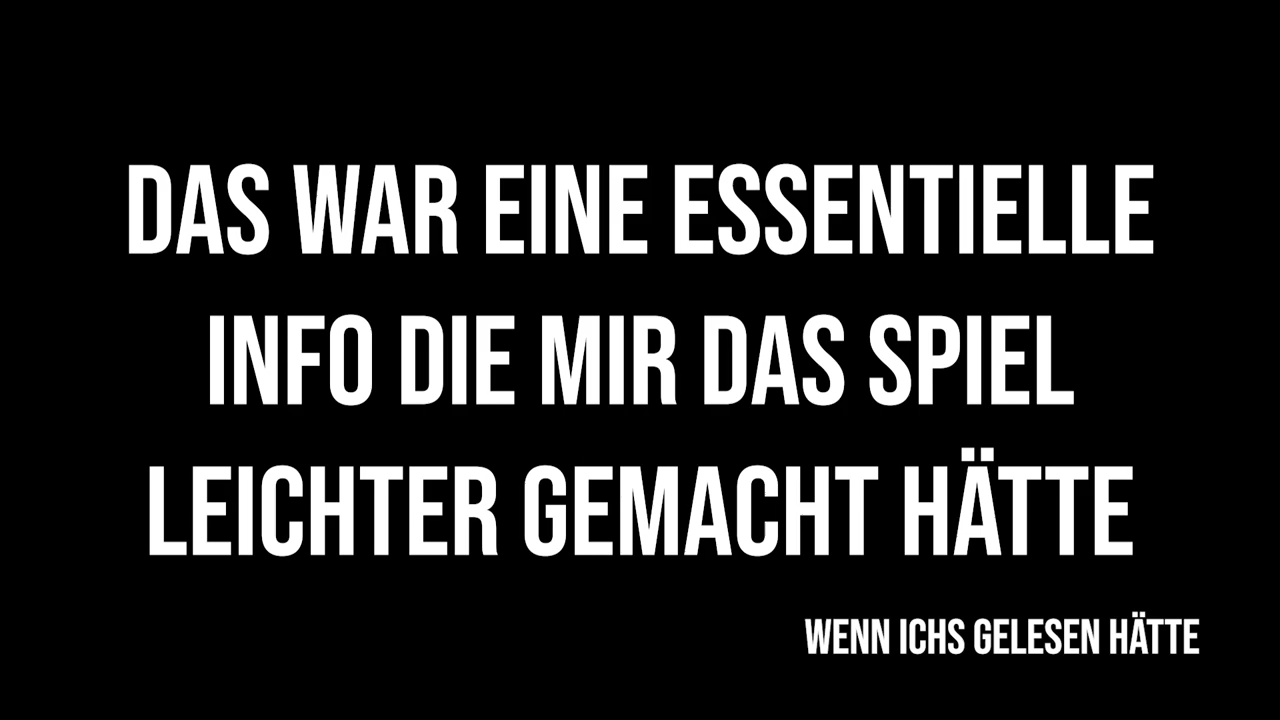 DAS WAR EINE ESSENTIELLE
INFO DIE MIR DAS SPIEL
LEICHTER GEMACHT HÄTTE
WENN ICHS GELESEN HÄTTE